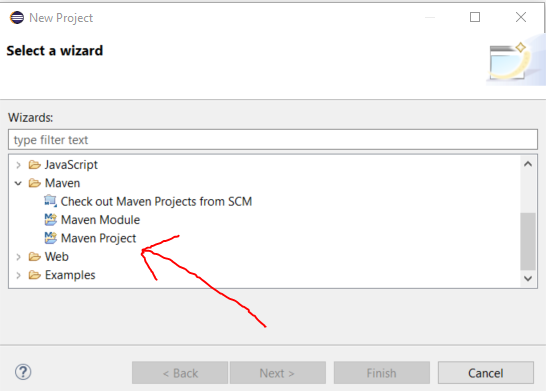 New Project
Select a wizard
Wizards:
type filter text
JavaScript
Maven
Check out Maven Projects from SCM
Maven Module
Maven Project
Web
Examples
? < Back Next > Finish Cancel